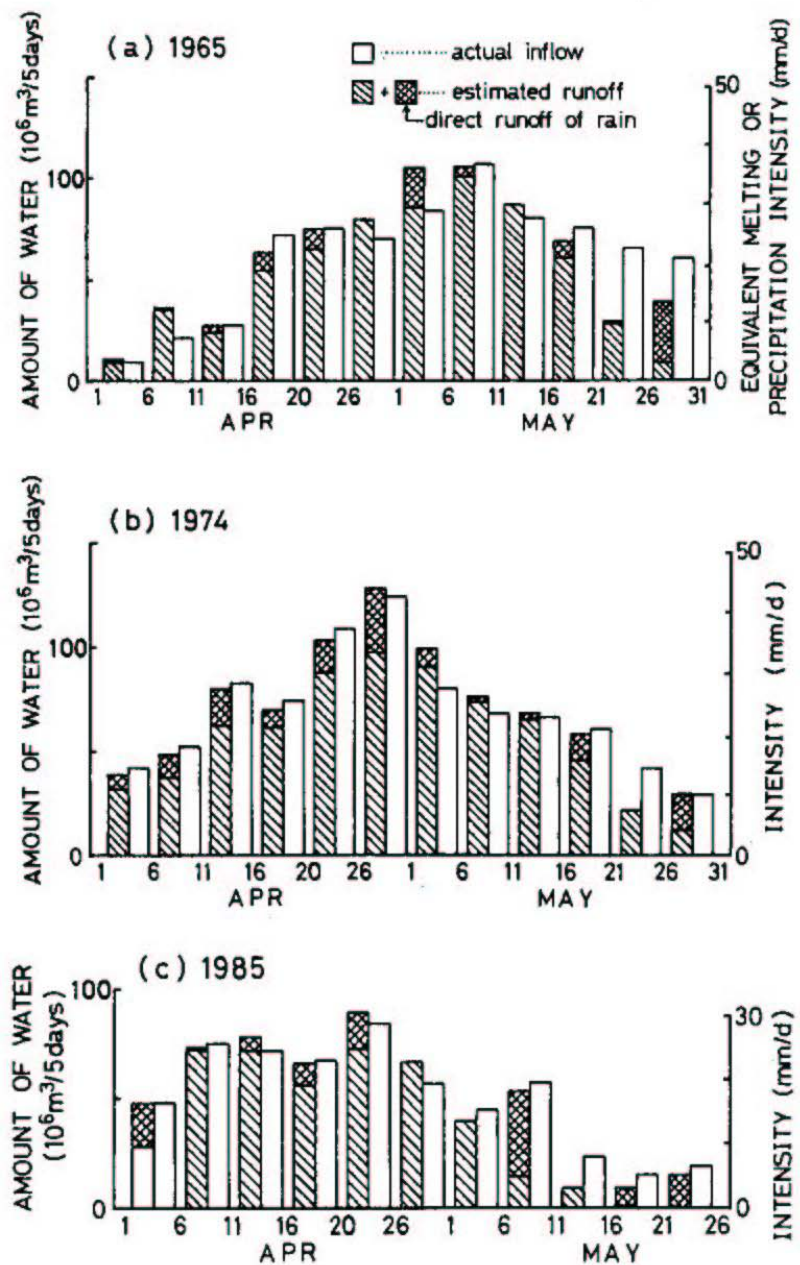 (a) 1965
actual inflow
+ estimated runoff
direct runoff of rain
AMOUNT OF WATER (10⁶m³/5days)
100
0
50
0
EQUIVALENT MELTING OR
PRECIPITATION INTENSITY (mm/d)
1 6 11 16 20 26 1 6 11 16 21 26 31
APR MAY
(b) 1974
AMOUNT OF WATER (10⁶m³/5days)
100
0
50
0
INTENSITY (mm/d)
1 6 11 16 20 26 1 6 11 16 21 26 31
APR MAY
(c) 1985
AMOUNT OF WATER
(10⁶m³/5days)
100
0
30
0
INTENSITY (mm/d)
1 6 11 16 20 26 1 6 11 16 21 26
APR MAY